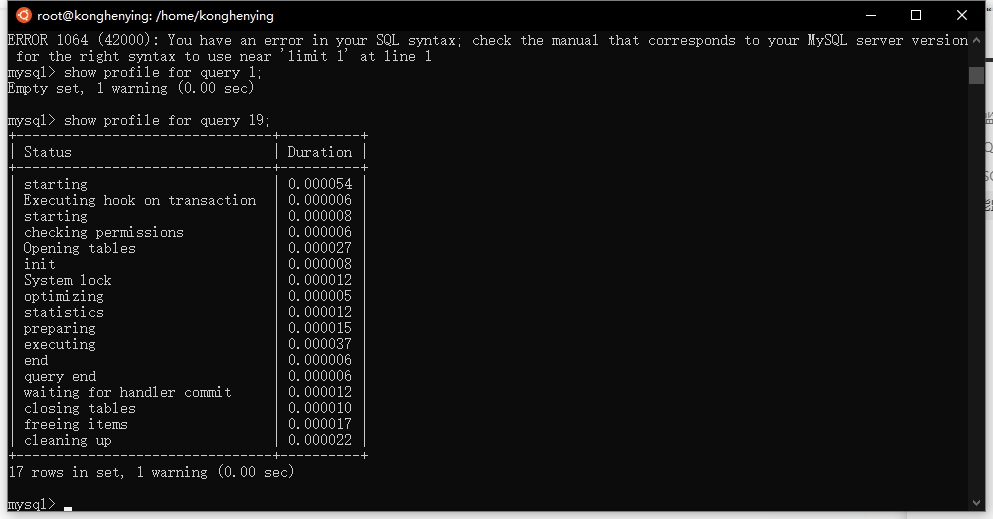 root@konghenying: /home/konghenying
ERROR 1064 (42000): You have an error in your SQL syntax; check the manual that corresponds to your MySQL server version
for the right syntax to use near 'limit 1' at line 1
mysql> show profile for query 1;
Empty set, 1 warning (0.00 sec)
mysql> show profile for query 19;
+--------------------------------+----------+
| Status | Duration |
+--------------------------------+----------+
| starting | 0.000054 |
| Executing hook on transaction | 0.000006 |
| starting | 0.000008 |
| checking permissions | 0.000006 |
| Opening tables | 0.000027 |
| init | 0.000008 |
| System lock | 0.000012 |
| optimizing | 0.000005 |
| statistics | 0.000012 |
| preparing | 0.000015 |
| executing | 0.000037 |
| end | 0.000006 |
| query end | 0.000006 |
| waiting for handler commit | 0.000012 |
| closing tables | 0.000010 |
| freeing items | 0.000017 |
| cleaning up | 0.000022 |
+--------------------------------+----------+
17 rows in set, 1 warning (0.00 sec)
mysql>